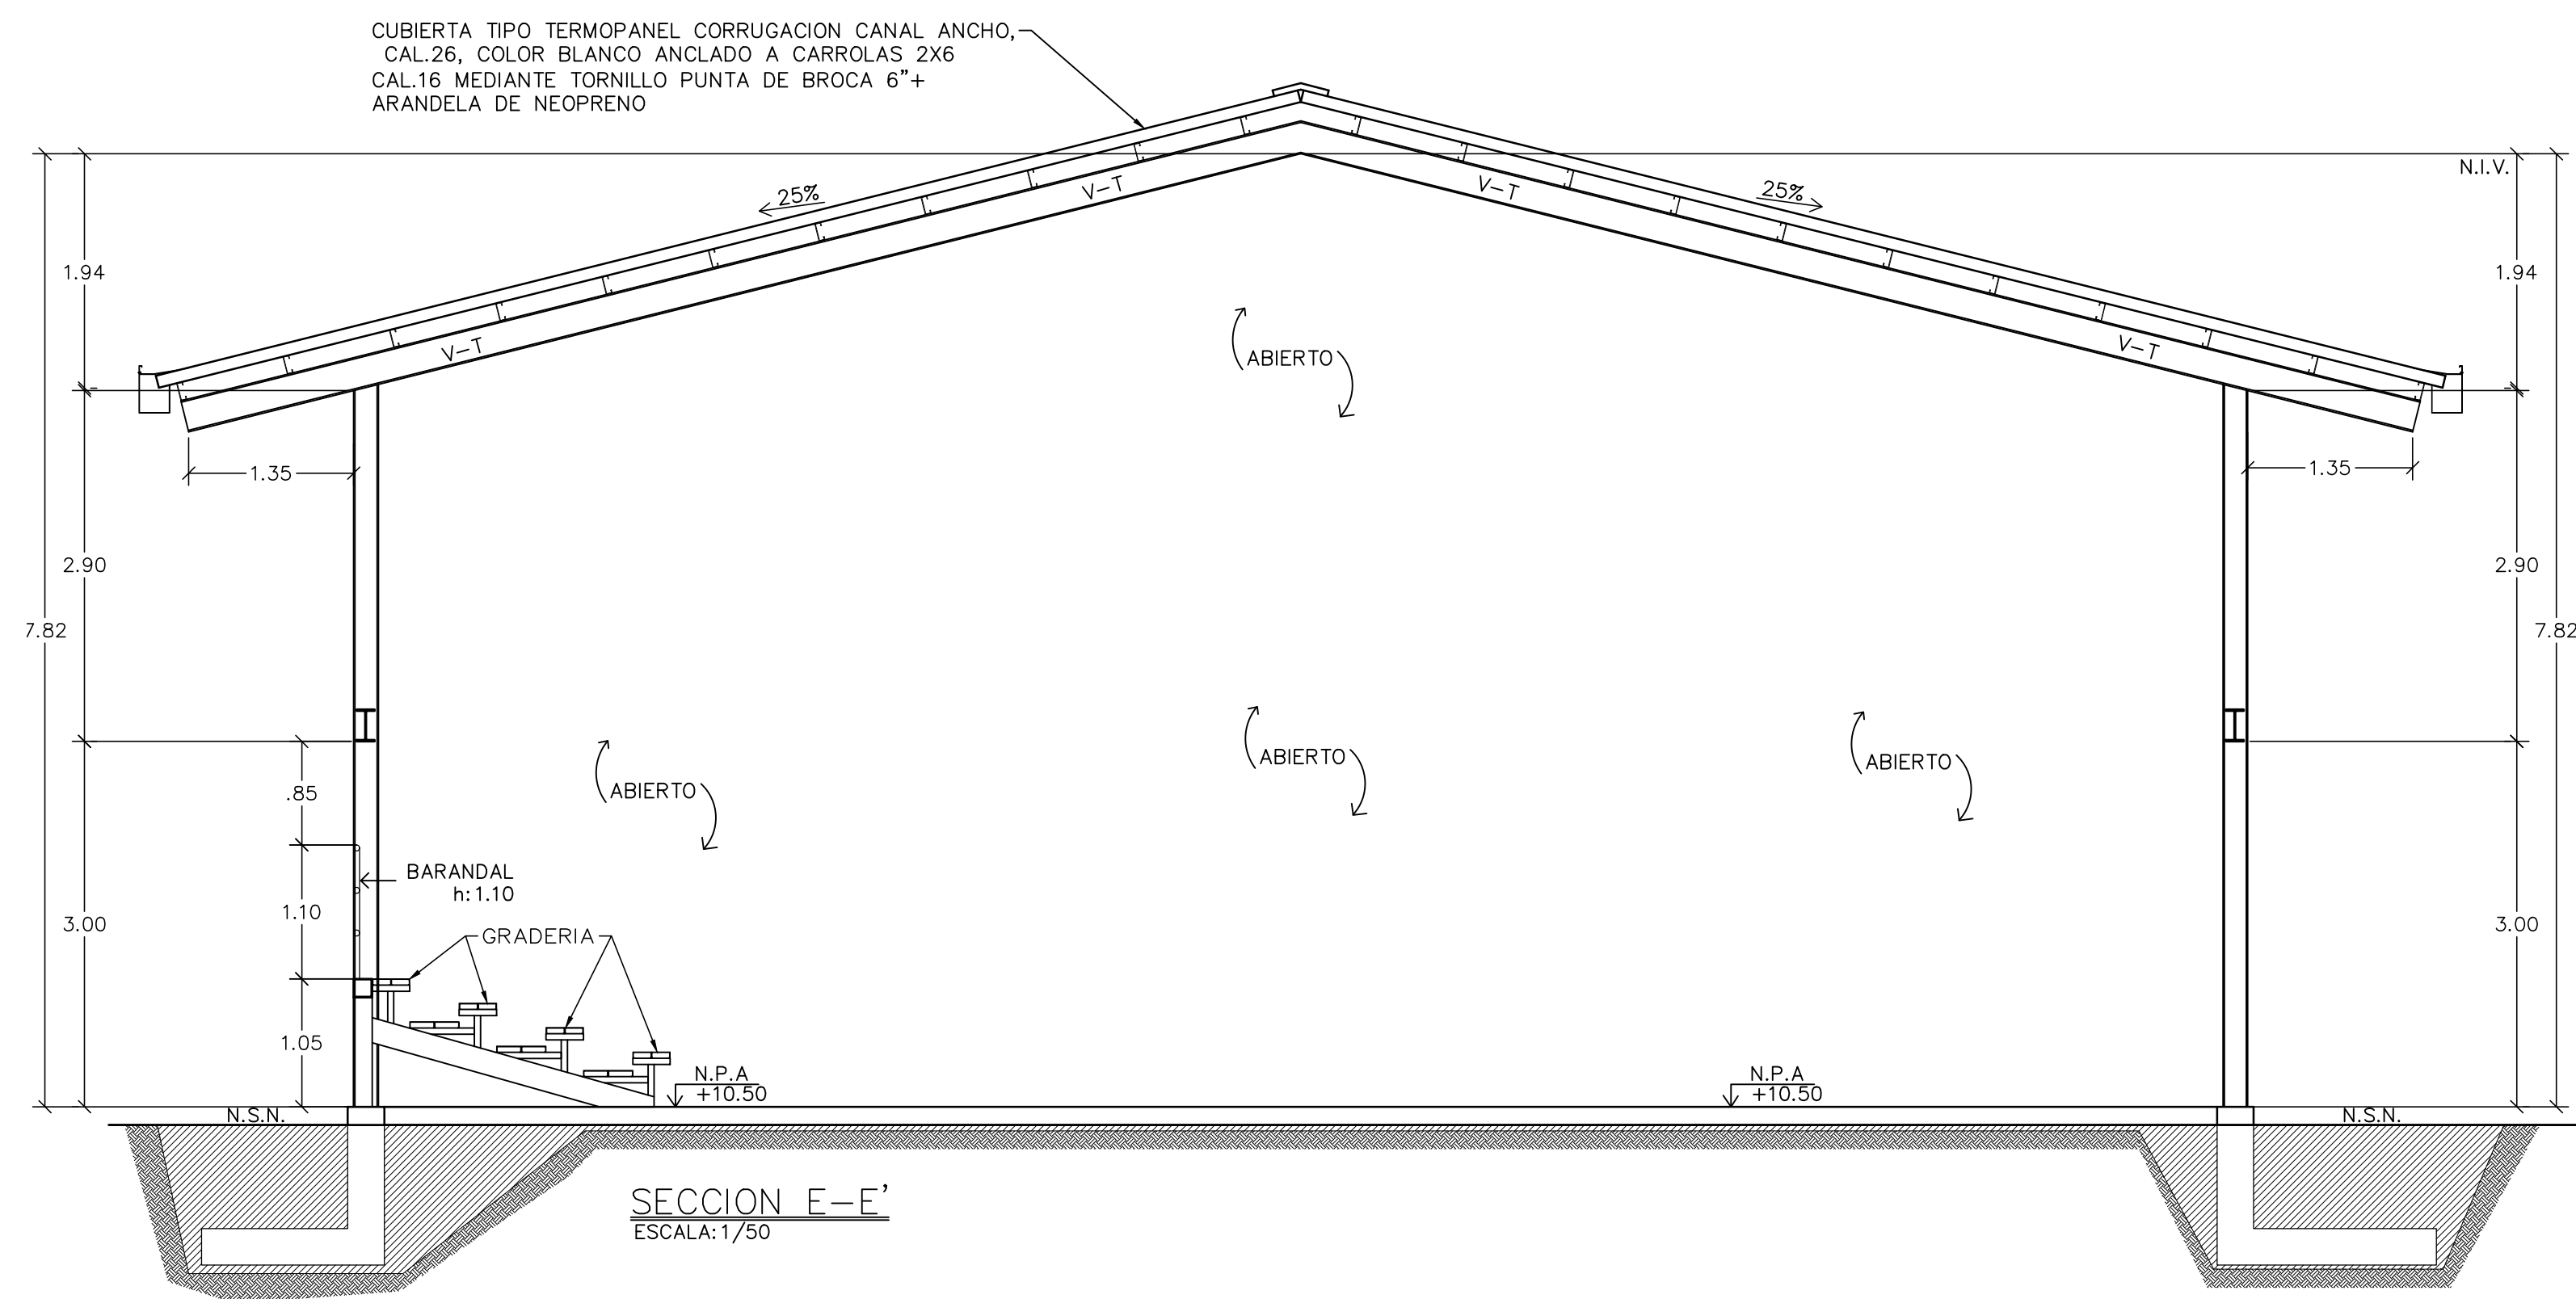 CUBIERTA TIPO TERMOPANEL CORRUGACION CANAL ANCHO,
CAL.26, COLOR BLANCO ANCLADO A CARROLAS 2X6
CAL.16 MEDIANTE TORNILLO PUNTA DE BROCA 6”+
ARANDELA DE NEOPRENO
N.I.V.
25%
25%
V-T
V-T
1.94
1.94
V-T
V-T
ABIERTO
1.35
1.35
2.90
2.90
7.82
7.82
ABIERTO
ABIERTO
ABIERTO
.85
BARANDAL
h:1.10
1.10
3.00
3.00
GRADERIA
1.05
N.P.A
+10.50
N.P.A
+10.50
N.S.N.
N.S.N.
SECCION E-E’
ESCALA:1/50